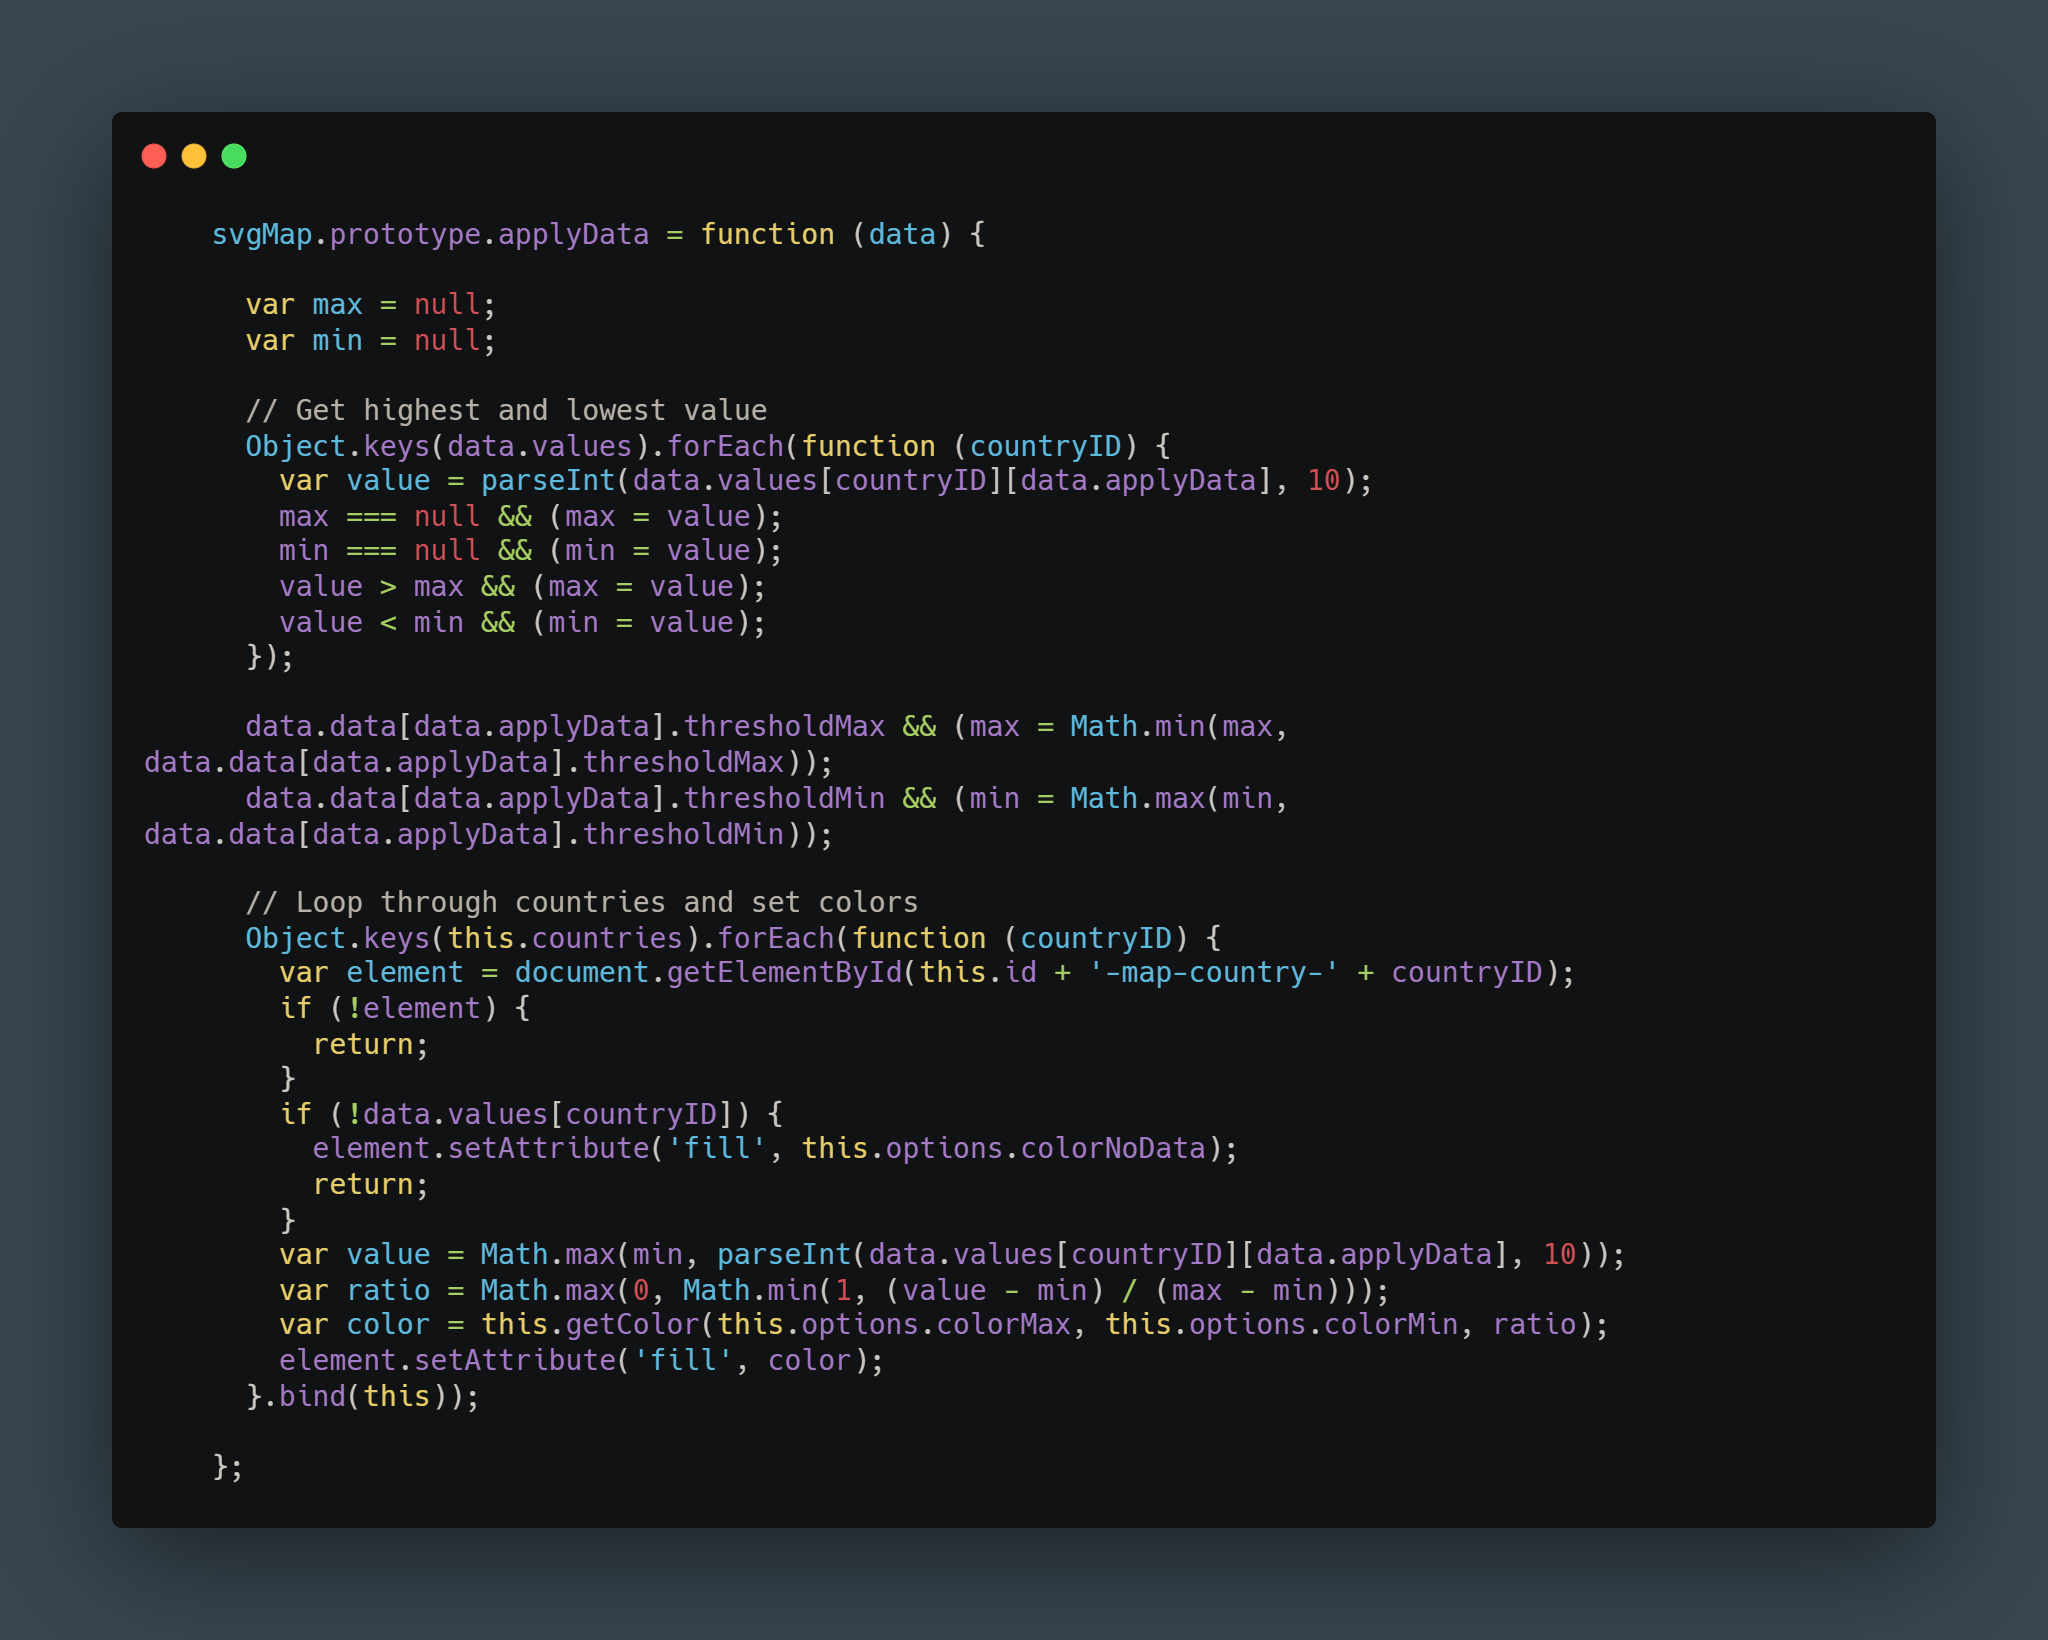 svgMap.prototype.applyData = function (data) {
var max = null;
var min = null;
// Get highest and lowest value
Object.keys(data.values).forEach(function (countryID) {
var value = parseInt(data.values[countryID][data.applyData], 10);
max === null && (max = value);
min === null && (min = value);
value > max && (max = value);
value < min && (min = value);
});
data.data[data.applyData].thresholdMax && (max = Math.min(max,
data.data[data.applyData].thresholdMax));
data.data[data.applyData].thresholdMin && (min = Math.max(min,
data.data[data.applyData].thresholdMin));
// Loop through countries and set colors
Object.keys(this.countries).forEach(function (countryID) {
var element = document.getElementById(this.id + '-map-country-' + countryID);
if (!element) {
return;
}
if (!data.values[countryID]) {
element.setAttribute('fill', this.options.colorNoData);
return;
}
var value = Math.max(min, parseInt(data.values[countryID][data.applyData], 10));
var ratio = Math.max(0, Math.min(1, (value - min) / (max - min)));
var color = this.getColor(this.options.colorMax, this.options.colorMin, ratio);
element.setAttribute('fill', color);
}.bind(this));
};